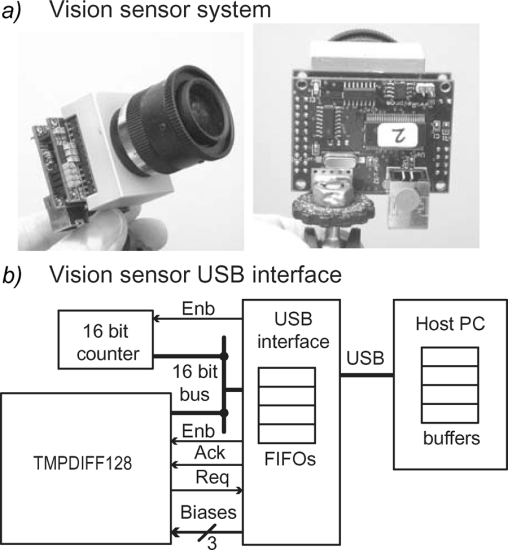 a) Vision sensor system
2
b) Vision sensor USB interface
Enb
16 bit
counter
16 bit
bus
USB
interface
FIFOs
USB
Host PC
buffers
TMPDIFF128
Enb
Ack
Req
Biases
3